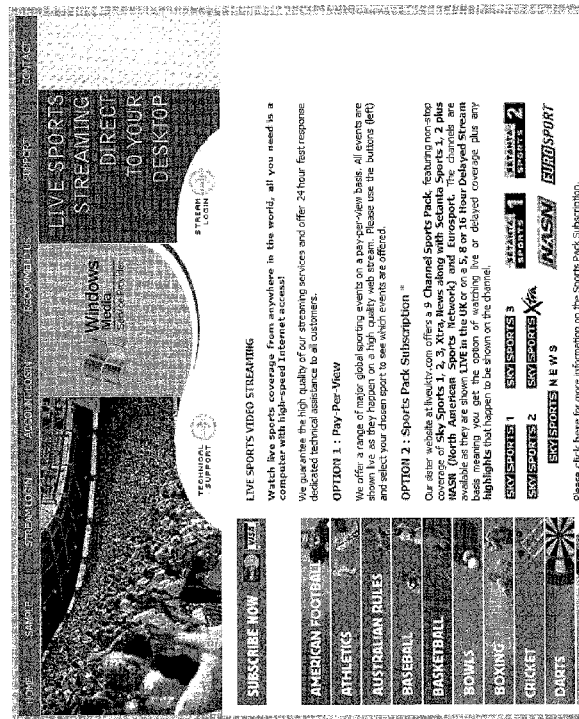 HOME
SAMPLE
SUPPORT
CONTACT
Windows
Media
LIVE SPORTS
STREAMING
DIRECT
TO YOUR
DESKTOP
TECHNICAL
SUPPORT
STREAM
LOGIN
SUBSCRIBE NOW
AMERICAN FOOTBALL
ATHLETICS
AUSTRALIAN RULES
BASEBALL
BASKETBALL
BOWLS
BOXING
CRICKET
DARTS
LIVE SPORTS VIDEO STREAMING
Watch live sports coverage from anywhere in the world, all you need is a
computer with high-speed Internet access!
We guarantee the high quality of our streaming services and offer 24 hour fast response
dedicated technical assistance to all customers.
OPTION 1 : Pay-Per-View
We offer a range of major global sporting events on a pay-per-view basis. All events are
shown live as they happen on a high quality web stream. Please use the buttons (left)
and select your chosen sport to see which events are offered.
OPTION 2 : Sports Pack Subscription *
Our sister website at liveuktv.com offers a 9 Channel Sports Pack, featuring non-stop
coverage of Sky Sports 1, 2, 3, Xtra, News along with Setanta Sports 1, 2 plus
NASN (North American Sports Network) and Eurosport. The channels are
available as they are shown LIVE in the UK or on a 5, 8 or 16 Hour Delayed Stream
basis meaning you get the option of watching live or delayed coverage plus any
highlights that happen to be shown on the channel.
SKY SPORTS 1
SKY SPORTS 3
SETANTA SPORTS 1
SETANTA SPORTS 2
SKY SPORTS 2
SKY SPORTS Xtra
NASN
EUROSPORT
SKY SPORTS NEWS
Please click here for more information on the Sports Pack Subscription.